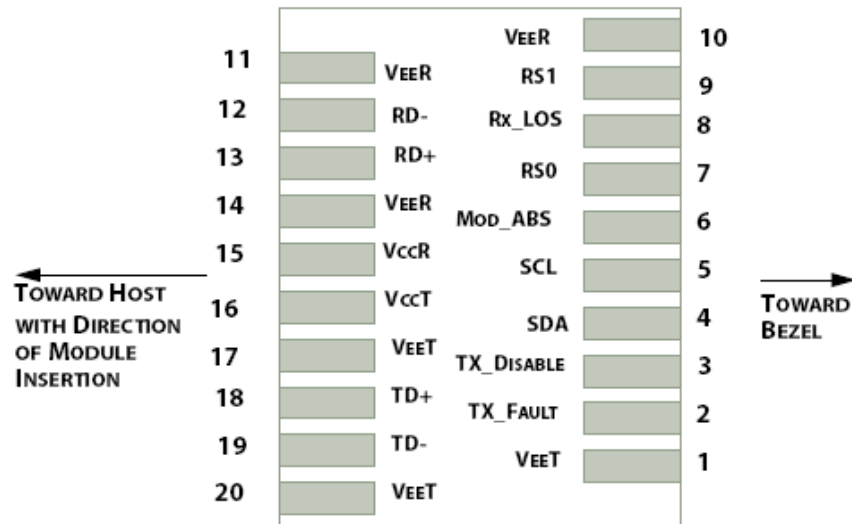 11 VEER
12 RD-
13 RD+
14 VEER
15 VCCR
16 VCCT
17 VEET
18 TD+
19 TD-
20 VEET
VEER 10
RS1 9
RX_LOS 8
RS0 7
MOD_ABS 6
SCL 5
SDA 4
TX_DISABLE 3
TX_FAULT 2
VEET 1
TOWARD HOST
WITH DIRECTION
OF MODULE
INSERTION
TOWARD
BEZEL